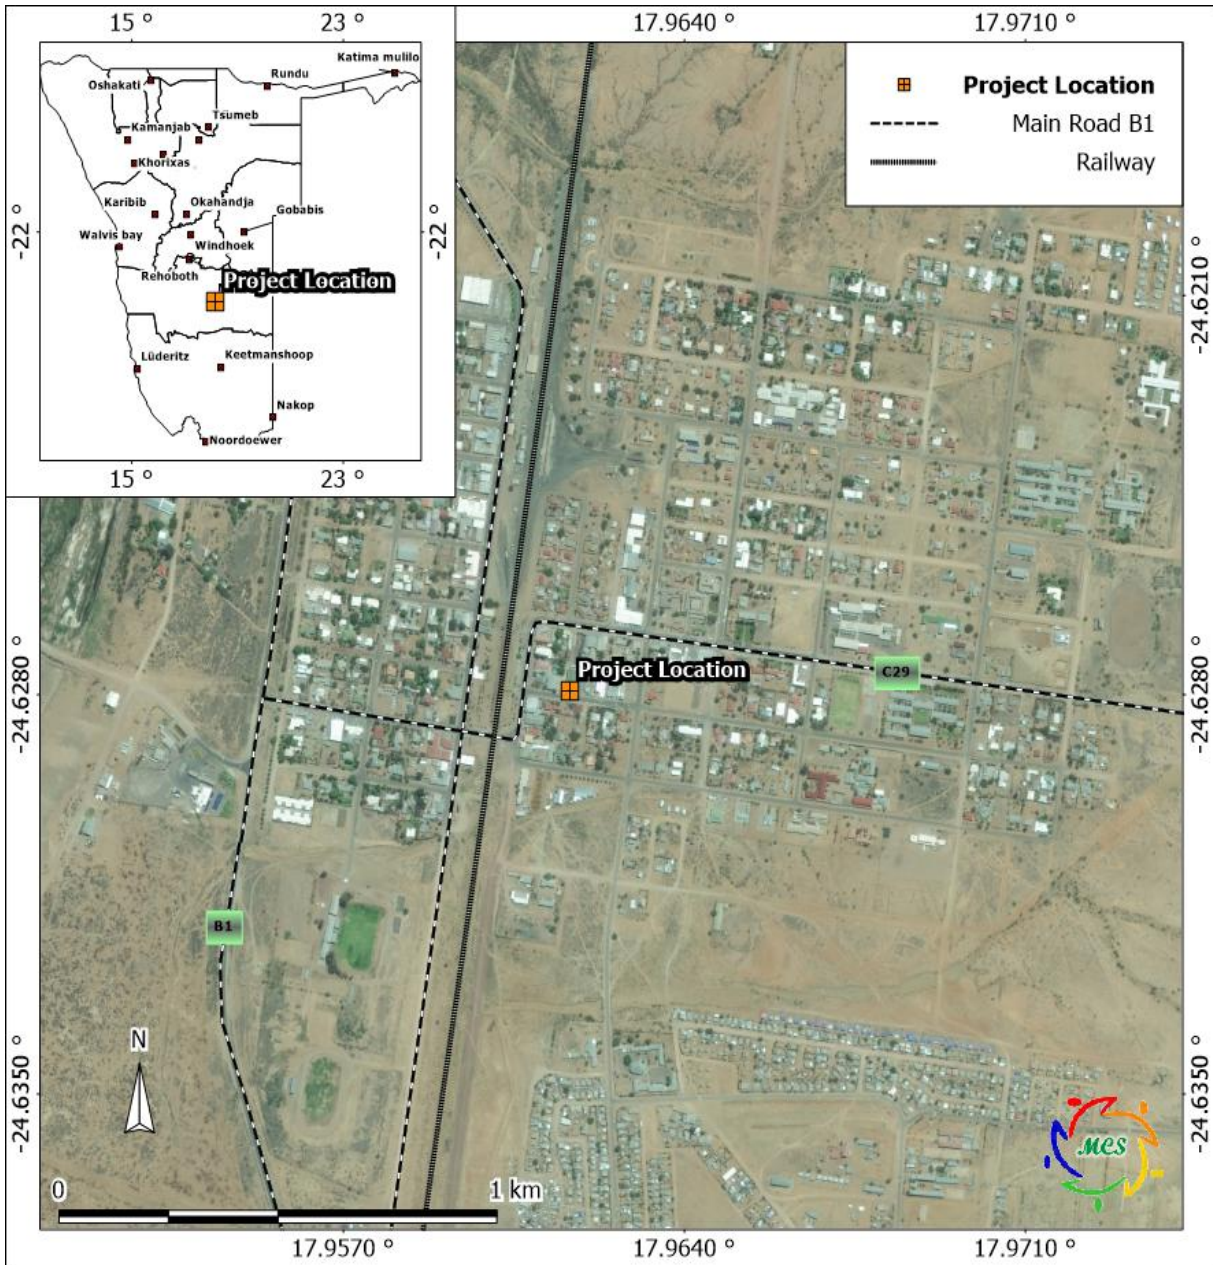 15 °
23 °
17.9640 °
17.9710 °
Katima mulilo
Rundu
Oshakati
Tsumeb
Kamanjab
Khorixas
Karibib
Okahandja
Gobabis
-22 °
-22 °
Walvis bay
Windhoek
Rehoboth
Project Location
Lüderitz
Keetmanshoop
Nakop
Noordoewer
15 °
23 °
Project Location
Main Road B1
Railway
-24.6210 °
-24.6280 °
Project Location
C29
-24.6280 °
B1
N
-24.6350 °
-24.6350 °
MCS
0
1 km
17.9570 °
17.9640 °
17.9710 °